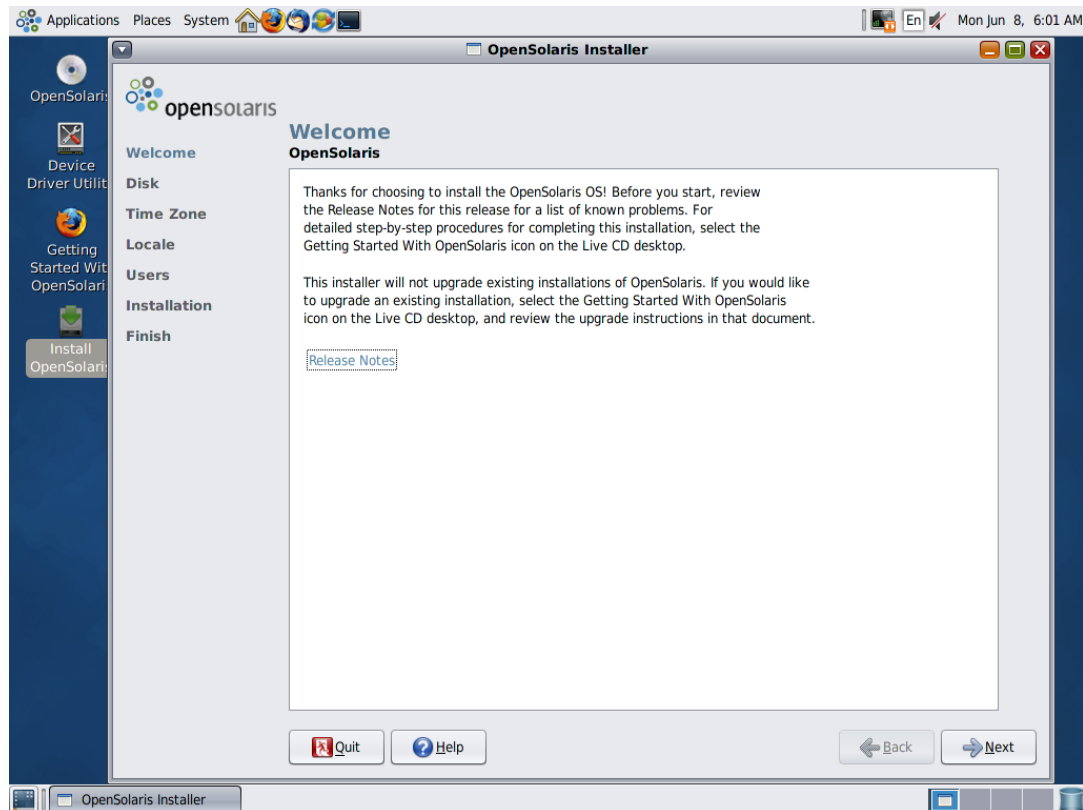 Applications Places System
En
Mon Jun 8, 6:01 AM
OpenSolaris Installer
OpenSolaris
Device
Driver Utilit
Getting
Started Wit
OpenSolari
Install
OpenSolaris
opensolaris
Welcome
Disk
Time Zone
Locale
Users
Installation
Finish
Welcome
OpenSolaris
Thanks for choosing to install the OpenSolaris OS! Before you start, review
the Release Notes for this release for a list of known problems. For
detailed step-by-step procedures for completing this installation, select the
Getting Started With OpenSolaris icon on the Live CD desktop.
This installer will not upgrade existing installations of OpenSolaris. If you would like
to upgrade an existing installation, select the Getting Started With OpenSolaris
icon on the Live CD desktop, and review the upgrade instructions in that document.
Release Notes
Quit
Help
Back
Next
OpenSolaris Installer